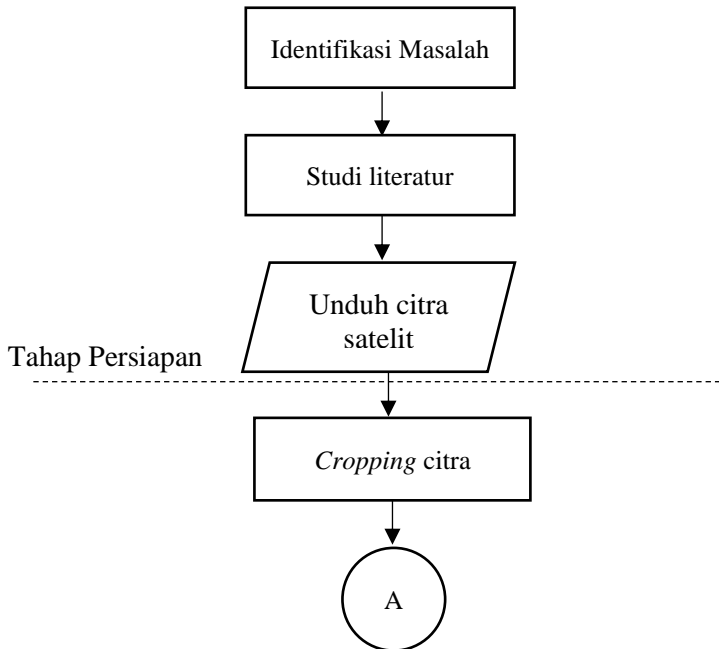 Identifikasi Masalah
Studi literatur
Unduh citra
satelit
Tahap Persiapan
Cropping citra
A